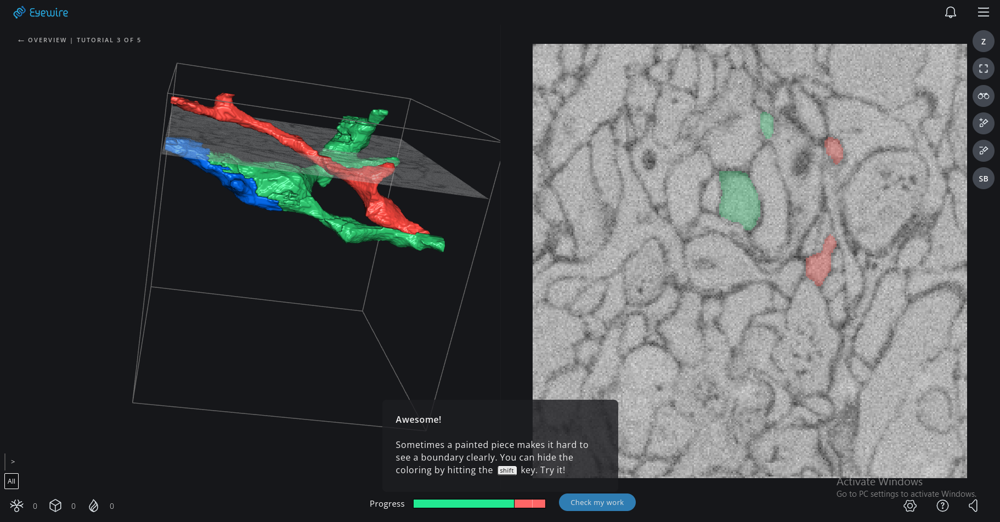 Eyewire
← OVERVIEW | TUTORIAL 3 OF 5
Z
SB
Awesome!
Sometimes a painted piece makes it hard to
see a boundary clearly. You can hide the
coloring by hitting the shift key. Try it!
>
All
Activate Windows
Go to PC settings to activate Windows.
0
0
0
Progress
Check my work